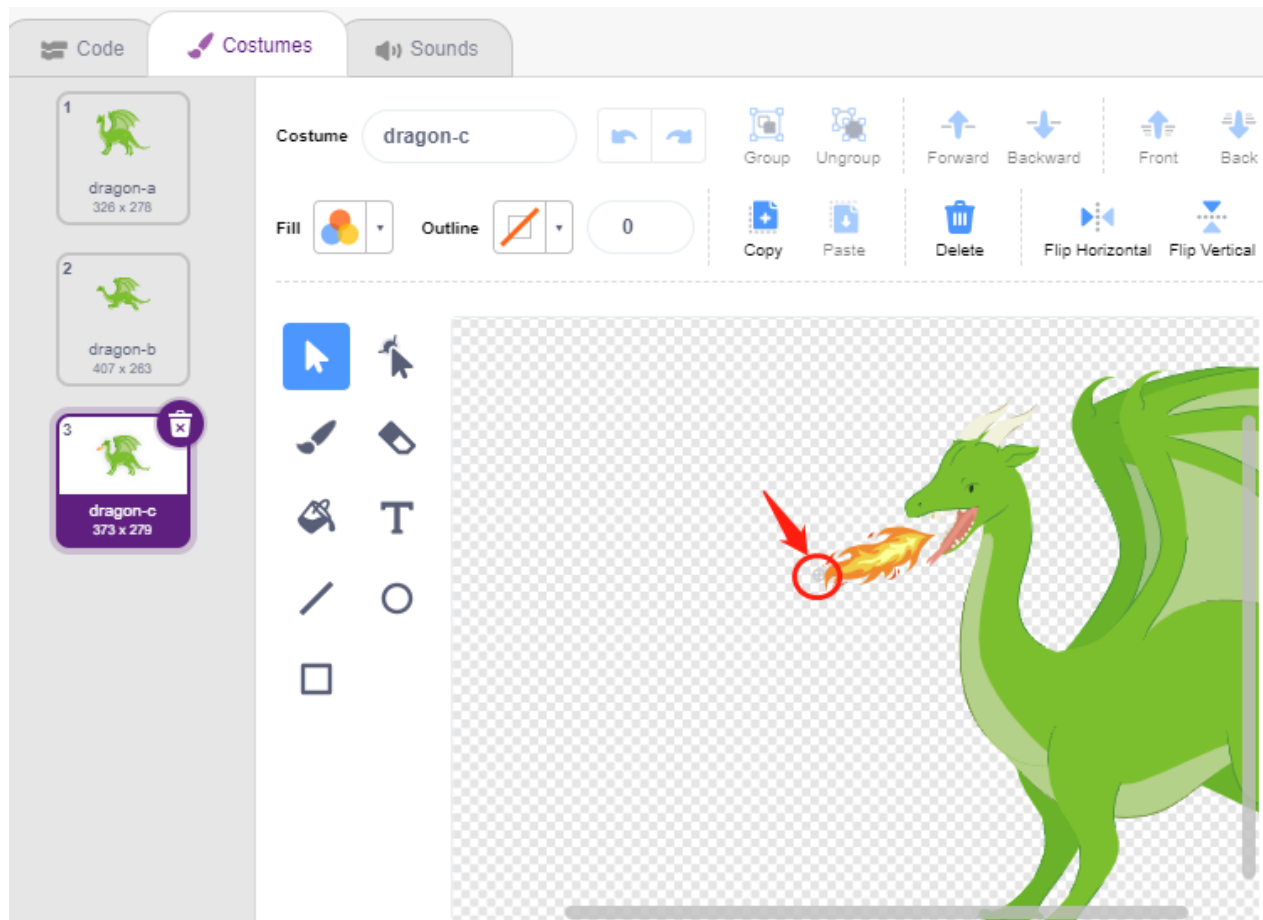 Code
Costumes
Sounds
1
dragon-a
326 x 278
2
dragon-b
407 x 263
3
dragon-c
373 x 279
Costume
dragon-c
Group
Ungroup
Forward
Backward
Front
Back
Fill
Outline
0
Copy
Paste
Delete
Flip Horizontal
Flip Vertical
T